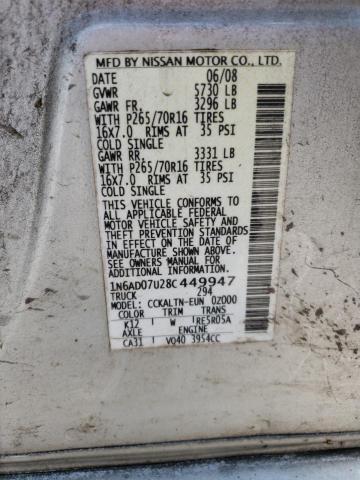 MFD BY NISSAN MOTOR CO., LTD.
DATE 06/08
GVWR 5730 LB
GAWR FR. 3296 LB
WITH P265/70R16 TIRES
16X7.0 RIMS AT 35 PSI
COLD SINGLE
GAWR RR. 3331 LB
WITH P265/70R16 TIRES
16X7.0 RIMS AT 35 PSI
COLD SINGLE
THIS VEHICLE CONFORMS TO
ALL APPLICABLE FEDERAL
MOTOR VEHICLE SAFETY AND
THEFT PREVENTION STANDARDS
IN EFFECT ON THE DATE OF
MANUFACTURE SHOWN ABOVE.
SEE OWNERS MANUAL FOR
ADDITIONAL INFORMATION
1N6AD07U28C449947
TRUCK 294
MODEL: CCKALTN-EUN 0Z000
COLOR TRIM TRANS
K12 W RE5R05A
AXLE ENGINE
CA31 VQ40 3954CC